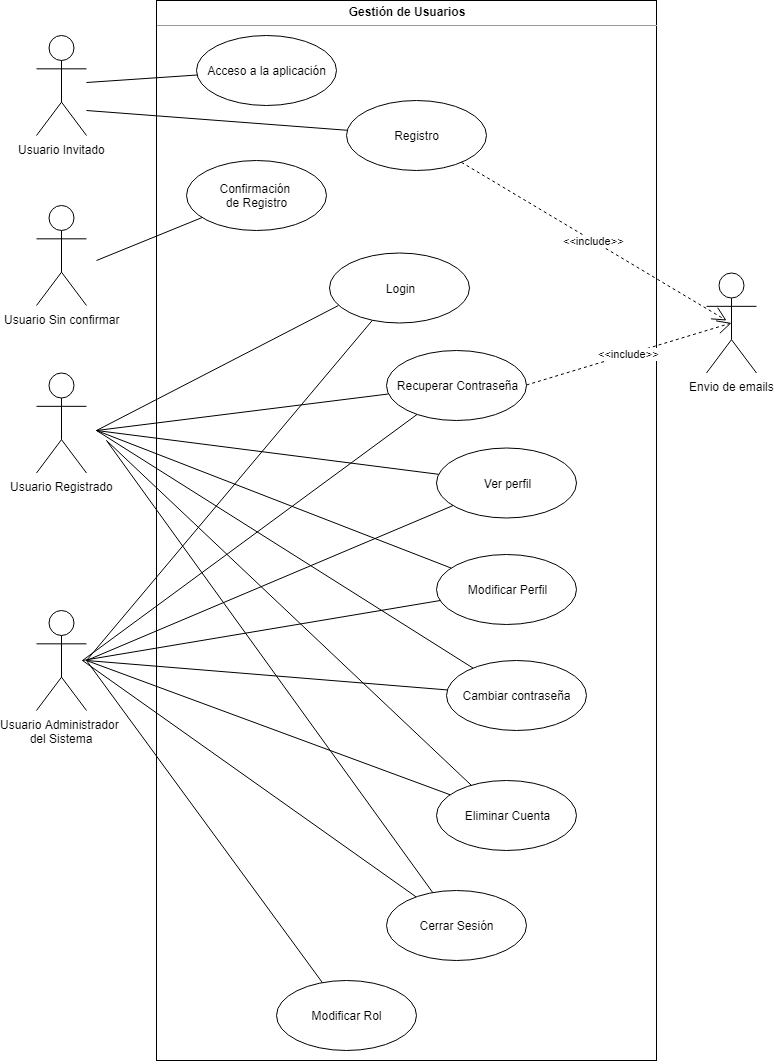 Gestión de Usuarios
Acceso a la aplicación
Usuario Invitado
Registro
Confirmación
de Registro
<<include>>
Usuario Sin confirmar
Login
<<include>>
Recuperar Contraseña
Envio de emails
Usuario Registrado
Ver perfil
Modificar Perfil
Usuario Administrador
del Sistema
Cambiar contraseña
Eliminar Cuenta
Cerrar Sesión
Modificar Rol